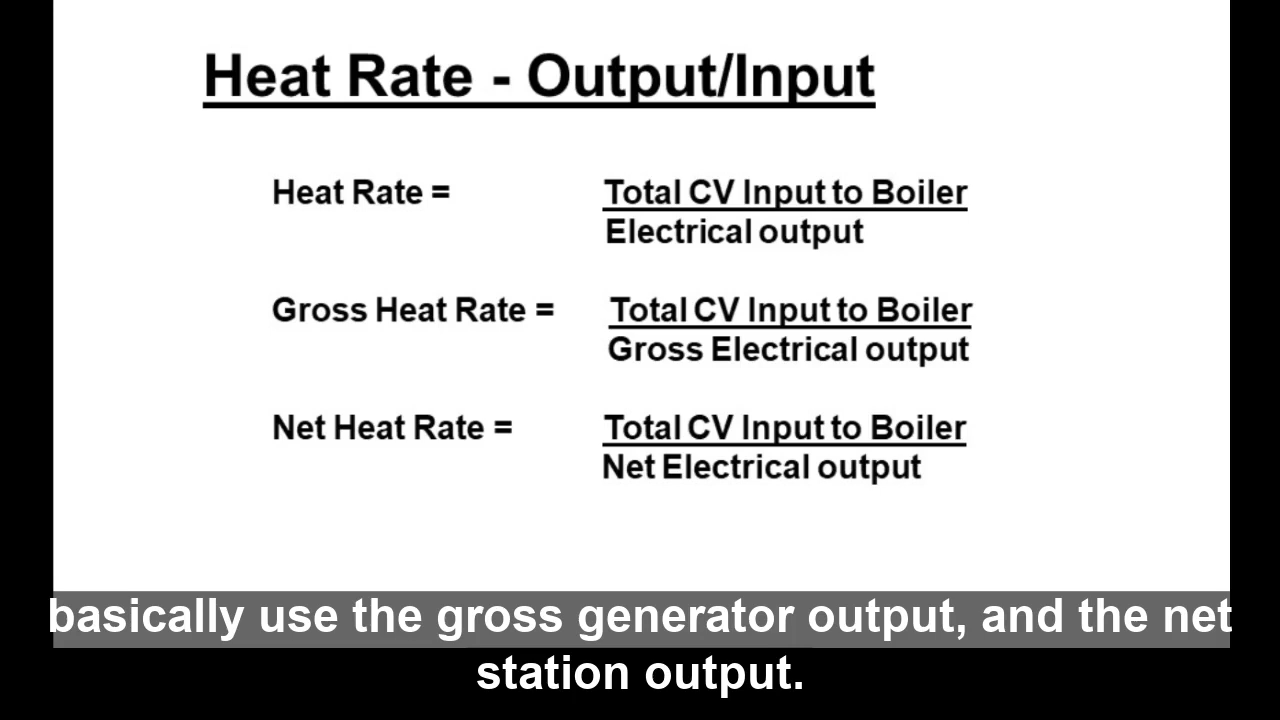 Heat Rate - Output/Input
Heat Rate = Total CV Input to Boiler
Electrical output
Gross Heat Rate = Total CV Input to Boiler
Gross Electrical output
Net Heat Rate = Total CV Input to Boiler
Net Electrical output
basically use the gross generator output, and the net
station output.